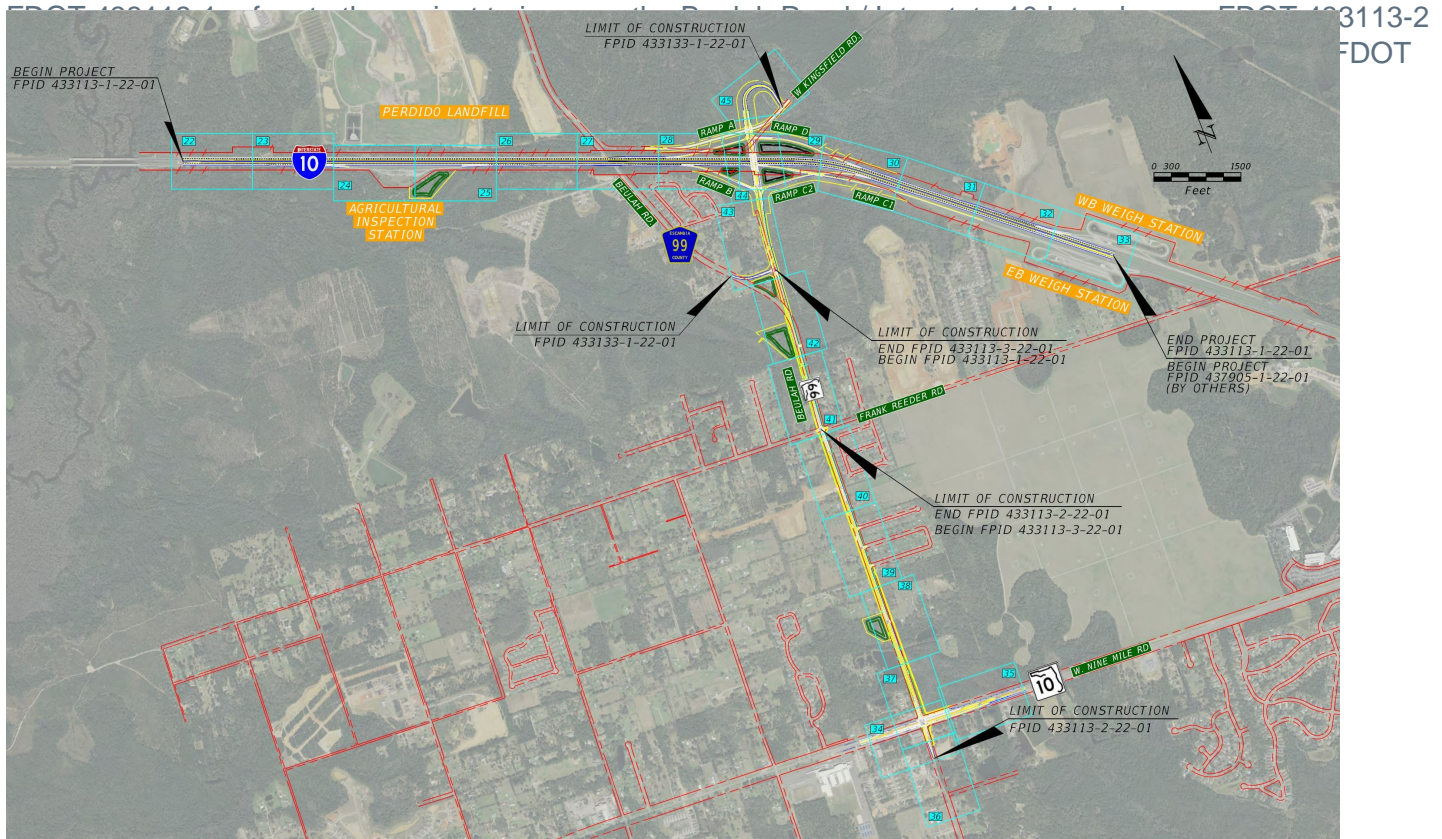 33113-2
FDOT
LIMIT OF CONSTRUCTION
FPID 433133-1-22-01
W KINGSFIELD RD.
BEGIN PROJECT
FPID 433113-1-22-01
PERDIDO LANDFILL
45
RAMP A
RAMP D
22
23
26
27
28
29
30
INTERSTATE
10
0 300 1500
Feet
24
25
RAMP B
44
RAMP C2
RAMP C1
31
32
33
WB WEIGH STATION
EB WEIGH STATION
AGRICULTURAL
INSPECTION
STATION
BEULAH RD.
43
ESCAMBIA
99
COUNTY
LIMIT OF CONSTRUCTION
FPID 433133-1-22-01
LIMIT OF CONSTRUCTION
END FPID 433113-3-22-01
BEGIN FPID 433113-1-22-01
END PROJECT
FPID 433113-1-22-01
BEGIN PROJECT
FPID 437905-1-22-01
(BY OTHERS)
42
BEULAH RD
99
FRANK REEDER RD
41
40
LIMIT OF CONSTRUCTION
END FPID 433113-2-22-01
BEGIN FPID 433113-3-22-01
39
38
37
35
W. NINE MILE RD
10
34
LIMIT OF CONSTRUCTION
FPID 433113-2-22-01
36